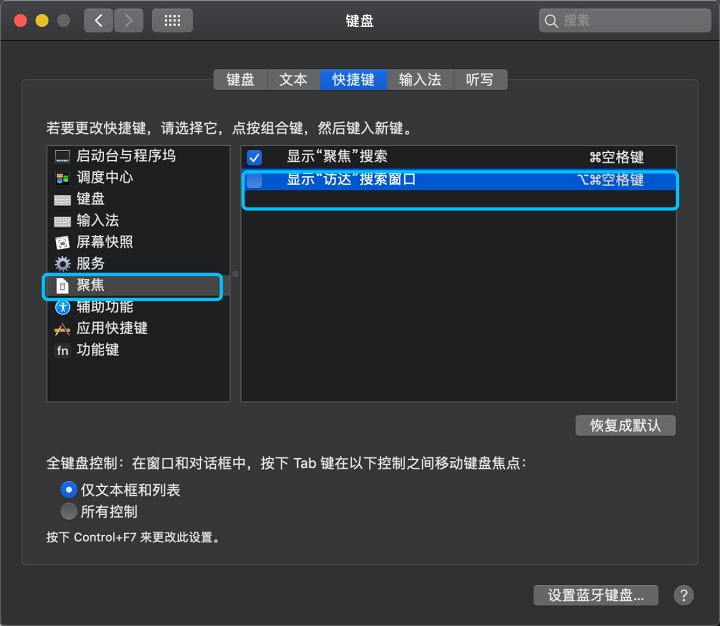 键盘
搜索
键盘 文本 快捷键 输入法 听写
若要更改快捷键，请选择它，点按组合键，然后键入新键。
启动台与程序坞
调度中心
键盘
输入法
屏幕快照
服务
聚焦
辅助功能
应用快捷键
fn 功能键
显示“聚焦”搜索 ⌘空格键
显示“访达”搜索窗口 ⌥⌘空格键
恢复成默认
全键盘控制：在窗口和对话框中，按下 Tab 键在以下控制之间移动键盘焦点：
仅文本框和列表
所有控制
按下 Control+F7 来更改此设置。
设置蓝牙键盘... ?